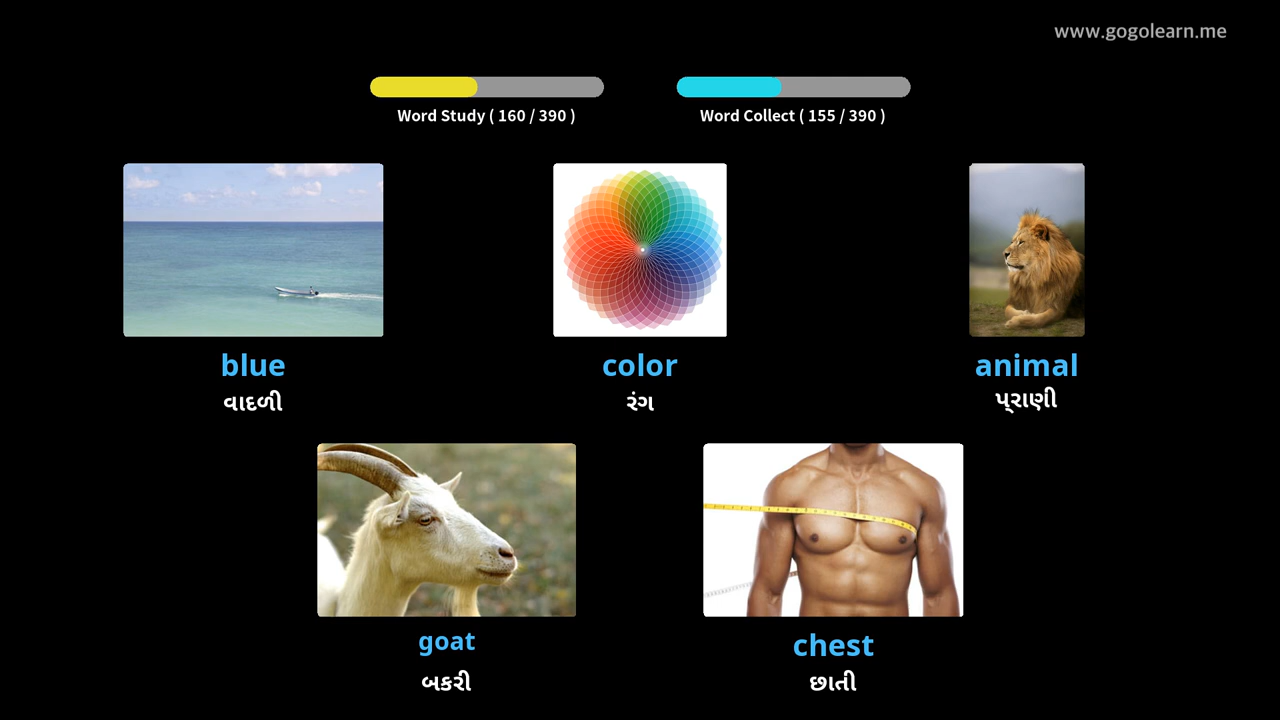 www.gogolearn.me
Word Study ( 160 / 390 )
Word Collect ( 155 / 390 )
blue
color
animal
વાદળી
રંગ
પ્રાણી
goat
chest
બકરી
છાતી